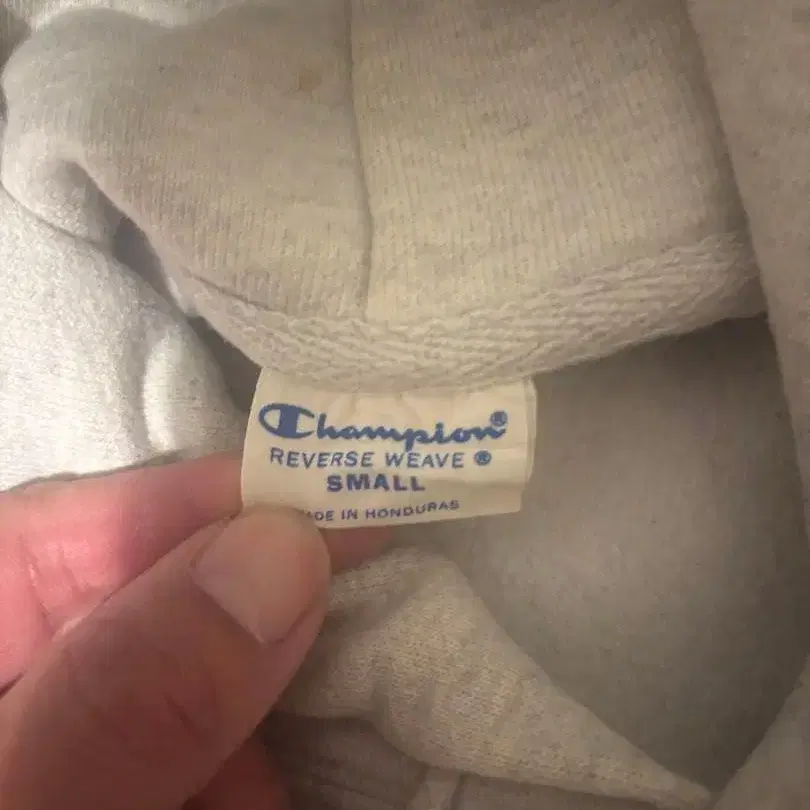 Champion®
REVERSE WEAVE ®
SMALL
ADE IN HONDURAS